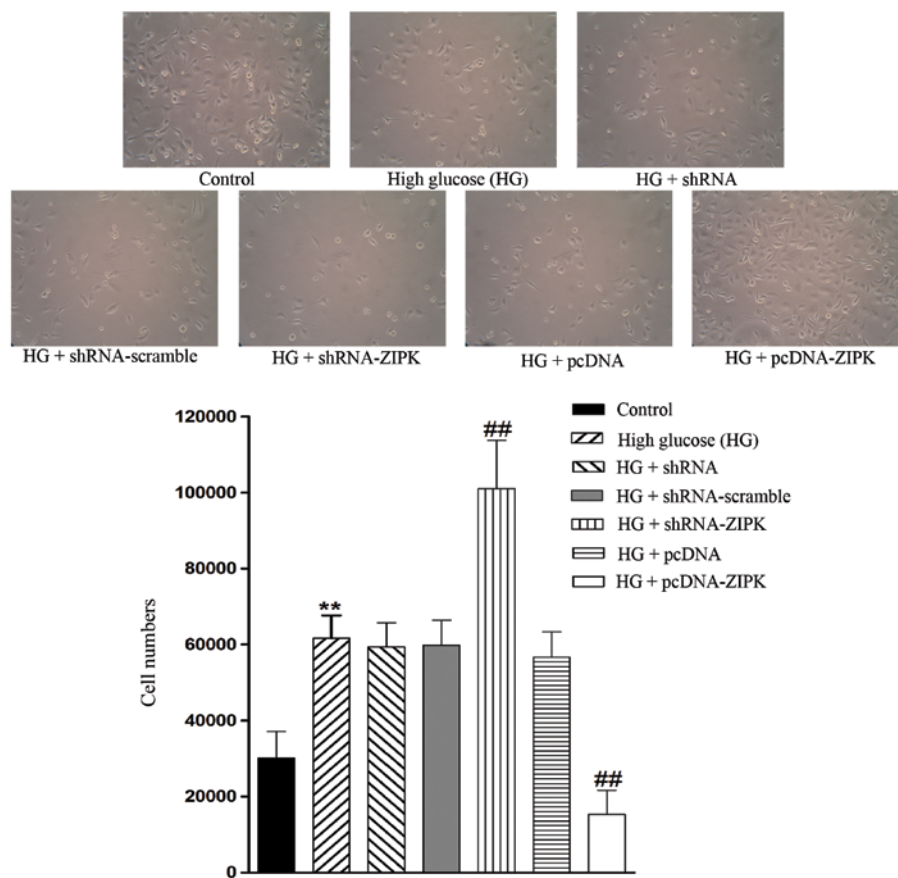 Control
High glucose (HG)
HG + shRNA
HG + shRNA-scramble
HG + shRNA-ZIPK
HG + pcDNA
HG + pcDNA-ZIPK
120000
100000
80000
60000
40000
20000
0
Cell numbers
**
##
##
Control
High glucose (HG)
HG + shRNA
HG + shRNA-scramble
HG + shRNA-ZIPK
HG + pcDNA
HG + pcDNA-ZIPK